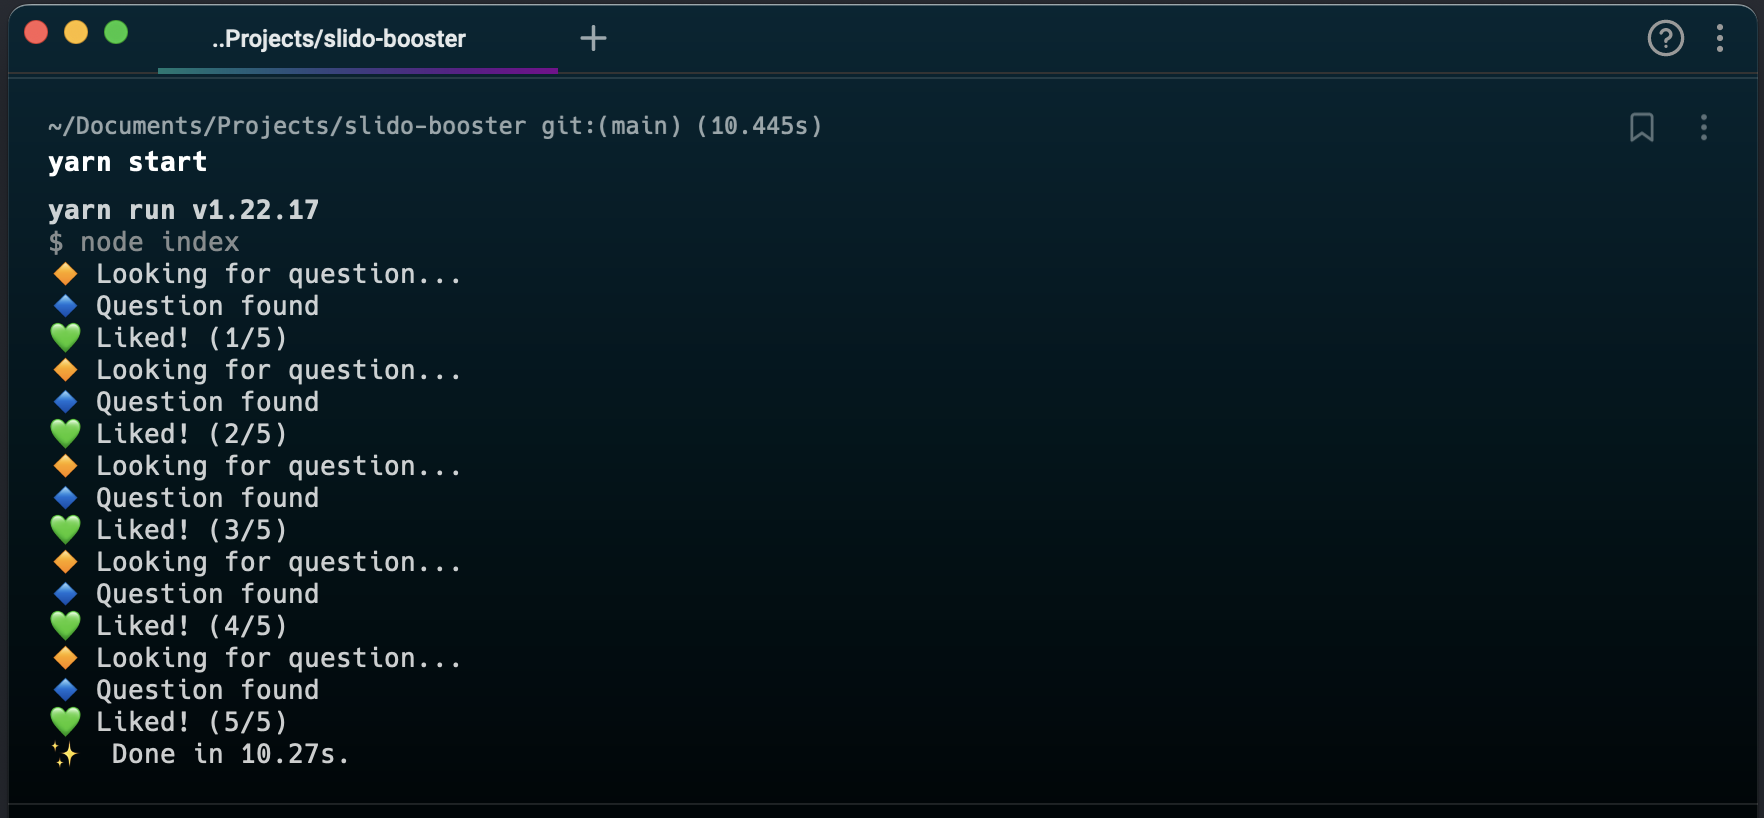 ..Projects/slido-booster
~/Documents/Projects/slido-booster git:(main) (10.445s)
yarn start
yarn run v1.22.17
$ node index
🔸 Looking for question...
🔹 Question found
💚 Liked! (1/5)
🔸 Looking for question...
🔹 Question found
💚 Liked! (2/5)
🔸 Looking for question...
🔹 Question found
💚 Liked! (3/5)
🔸 Looking for question...
🔹 Question found
💚 Liked! (4/5)
🔸 Looking for question...
🔹 Question found
💚 Liked! (5/5)
✨ Done in 10.27s.